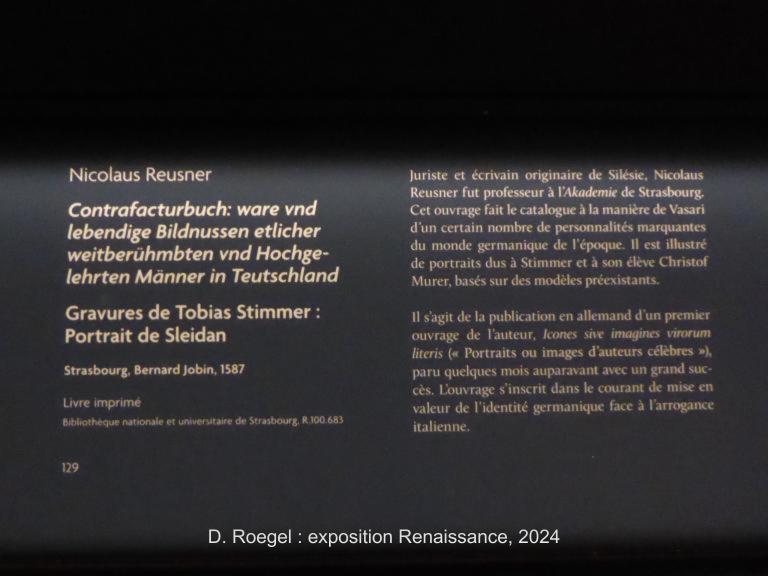 Nicolaus Reusner
Contrafacturbuch: ware vnd
lebendige Bildnussen etlicher
weitberühmbten vnd Hochge-
lehrten Männer in Teutschland
Gravures de Tobias Stimmer :
Portrait de Sleidan
Strasbourg, Bernard Jobin, 1587
Livre imprimé
Bibliothèque nationale et universitaire de Strasbourg, R.100.683
129
Juriste et écrivain originaire de Silésie, Nicolaus
Reusner fut professeur à l'Akademie de Strasbourg.
Cet ouvrage fait le catalogue à la manière de Vasari
d'un certain nombre de personnalités marquantes
du monde germanique de l'époque. Il est illustré
de portraits dus à Stimmer et à son élève Christof
Murer, basés sur des modèles préexistants.
Il s'agit de la publication en allemand d'un premier
ouvrage de l'auteur, Icones sive imagines virorum
literis (« Portraits ou images d'auteurs célèbres »),
paru quelques mois auparavant avec un grand suc-
cès. L'ouvrage s'inscrit dans le courant de mise en
valeur de l'identité germanique face à l'arrogance
italienne.
D. Roegel : exposition Renaissance, 2024